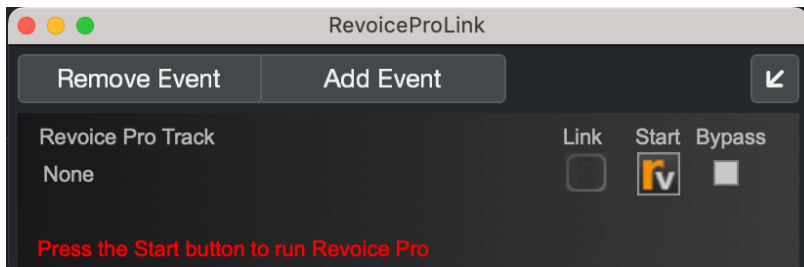 RevoiceProLink
Remove Event Add Event
Revoice Pro Track Link Start Bypass
None rv
Press the Start button to run Revoice Pro